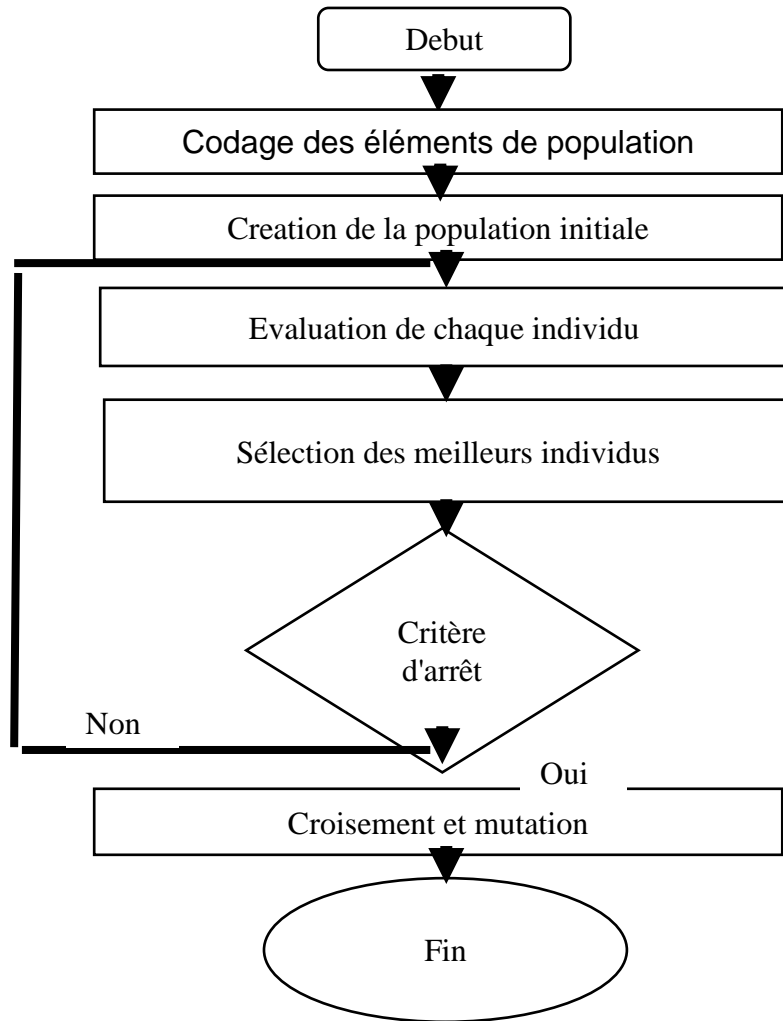 Debut
Codage des éléments de population
Creation de la population initiale
Evaluation de chaque individu
Sélection des meilleurs individus
Critère
d'arrêt
Non
Oui
Croisement et mutation
Fin